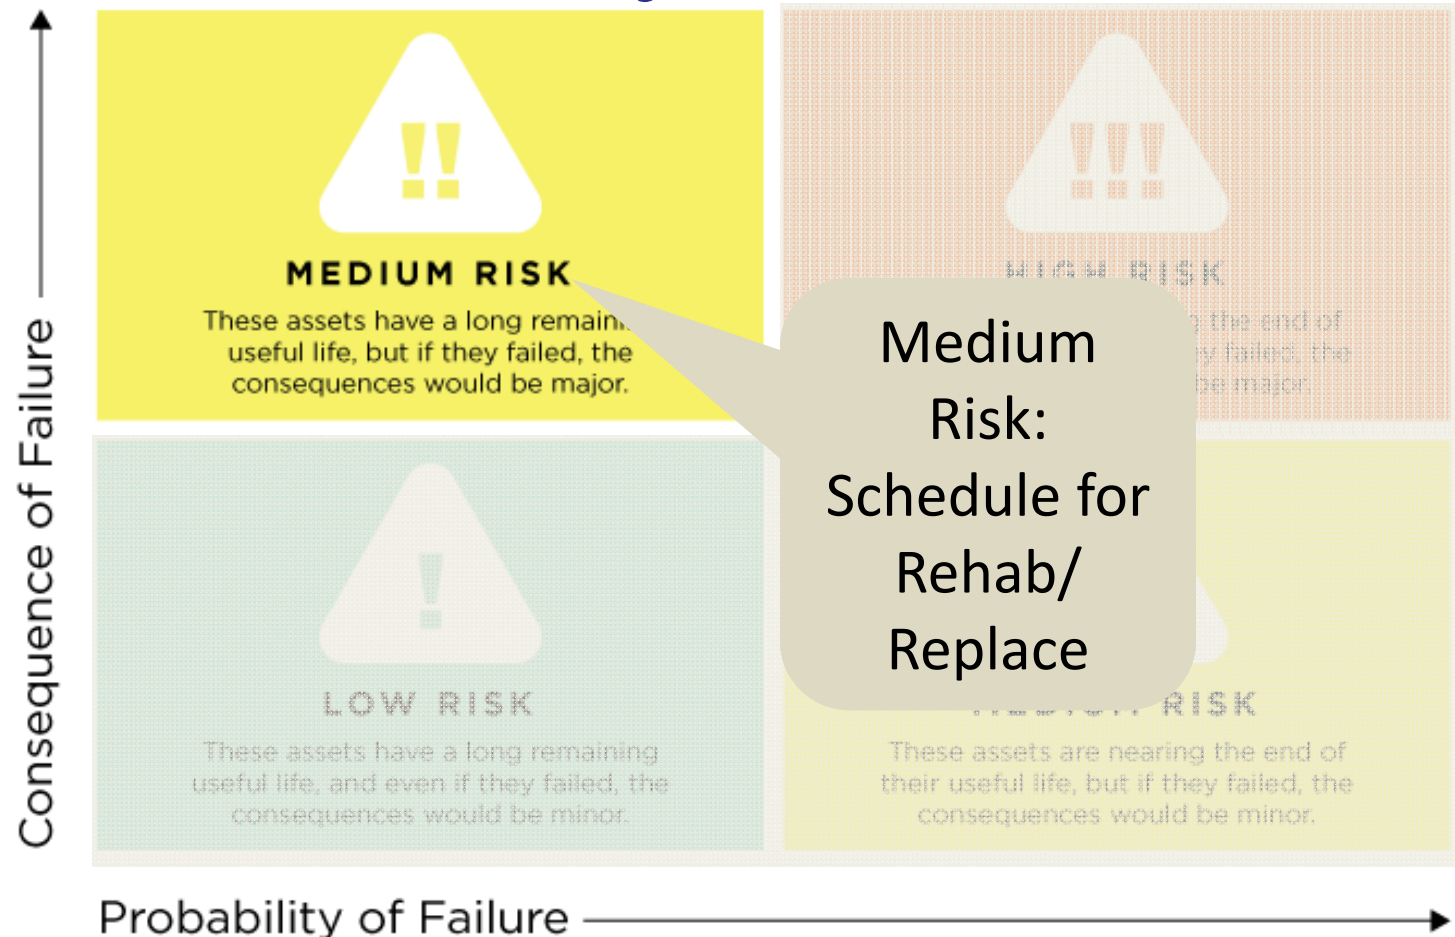 Consequence of Failure
MEDIUM RISK
These assets have a long
useful life, but if they failed, the
consequences would be major.
HIGH RISK
the end of
failed, the
be major.
Medium
Risk:
Schedule for
Rehab/
Replace
LOW RISK
These assets have a long remaining
useful life, and even if they failed, the
consequences would be minor.
RISK
These assets are nearing the end of
their useful life, but if they failed, the
consequences would be minor.
Probability of Failure